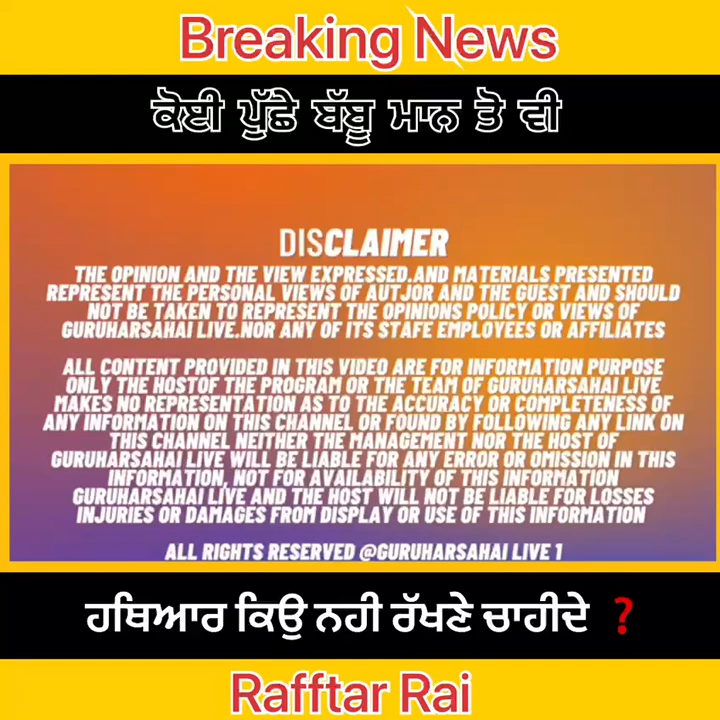 Breaking News
ਕੋਈ ਪੁੱਛੇ ਬੱਬੂ ਮਾਨ ਤੋ ਵੀ
DISCLAIMER
THE OPINION AND THE VIEW EXPRESSED,AND MATERIALS PRESENTED
REPRESENT THE PERSONAL VIEWS OF AUTJOR AND THE GUEST AND SHOULD
NOT BE TAKEN TO REPRESENT THE OPINIONS POLICY OR VIEWS OF
GURUHARSAHAI LIVE.NOR ANY OF ITS STAFE EMPLOYEES OR AFFILIATES
ALL CONTENT PROVIDED IN THIS VIDEO ARE FOR INFORMATION PURPOSE
ONLY THE HOSTOF THE PROGRAM OR THE TEAM OF GURUHARSAHAI LIVE
MAKES NO REPRESENTATION AS TO THE ACCURACY OR COMPLETENESS OF
ANY INFORMATION ON THIS CHANNEL OR FOUND BY FOLLOWING ANY LINK ON
THIS CHANNEL NEITHER THE MANAGEMENT NOR THE HOST OF
GURUHARSAHAI LIVE WILL BE LIABLE FOR ANY ERROR OR OMISSION IN THIS
INFORMATION, NOT FOR AVAILABILITY OF THIS INFORMATION
GURUHARSAHAI LIVE AND THE HOST WILL NOT BE LIABLE FOR LOSSES
INJURIES OR DAMAGES FROM DISPLAY OR USE OF THIS INFORMATION
ALL RIGHTS RESERVED @GURUHARSAHAI LIVE 1
ਹਥਿਆਰ ਕਿਉ ਨਹੀ ਰੱਖਣੇ ਚਾਹੀਦੇ ❓
Rafftar Rai